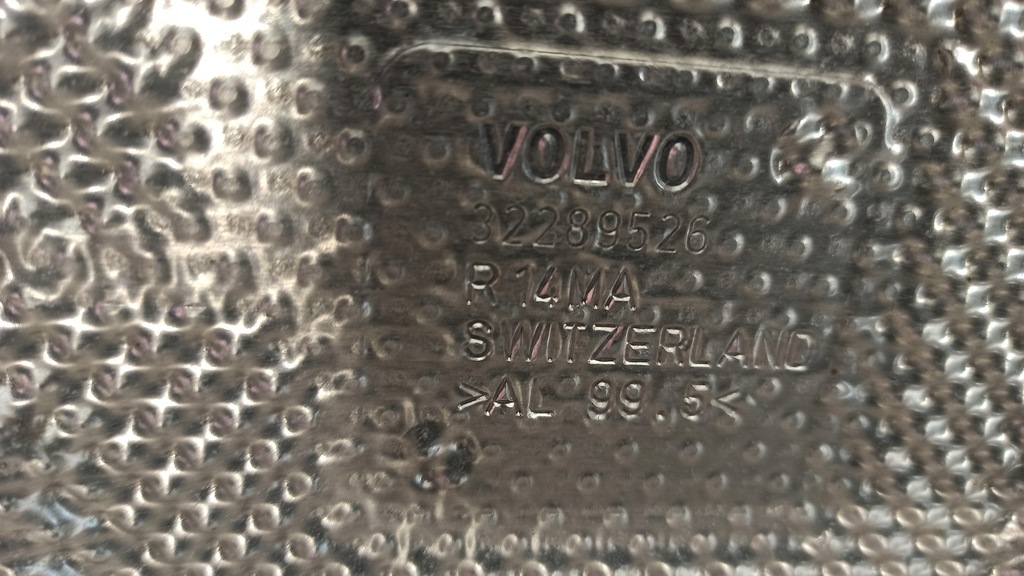 VOLVO
32289526
R 14MA
SWITZERLAND
>AL 99.5<